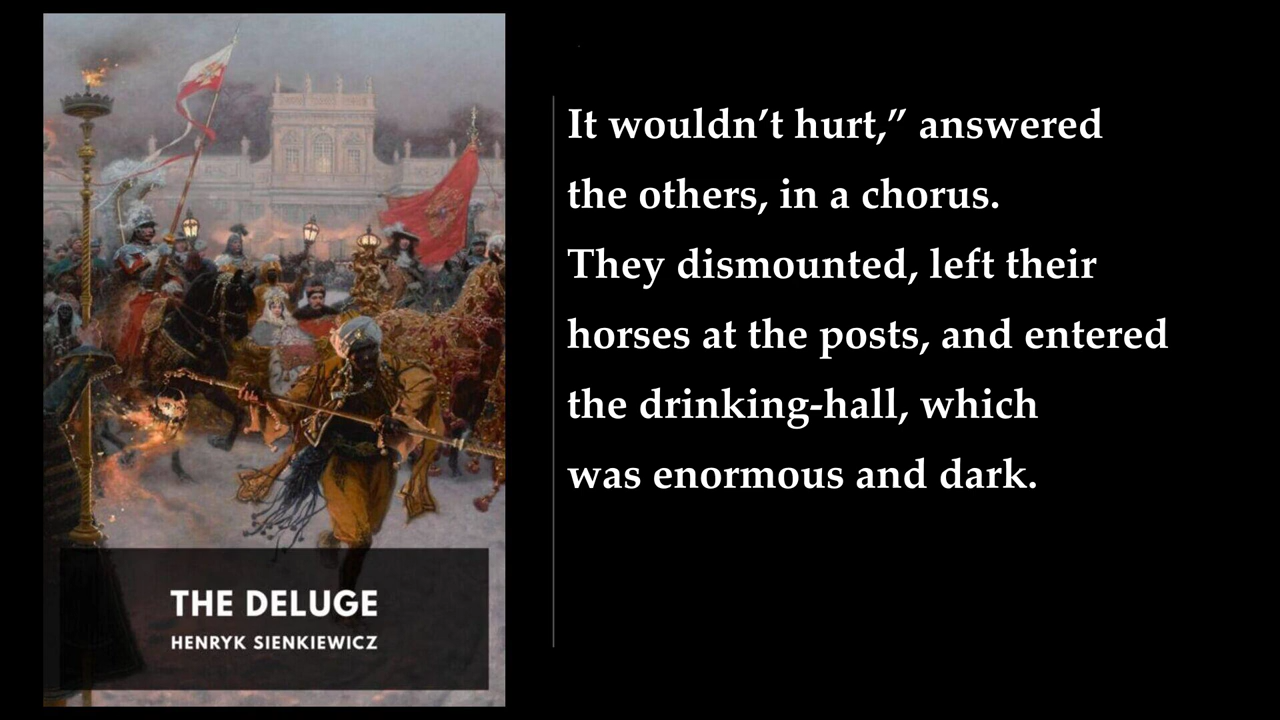 THE DELUGE
HENRYK SIENKIEWICZ
It wouldn’t hurt,” answered
the others, in a chorus.
They dismounted, left their
horses at the posts, and entered
the drinking-hall, which
was enormous and dark.